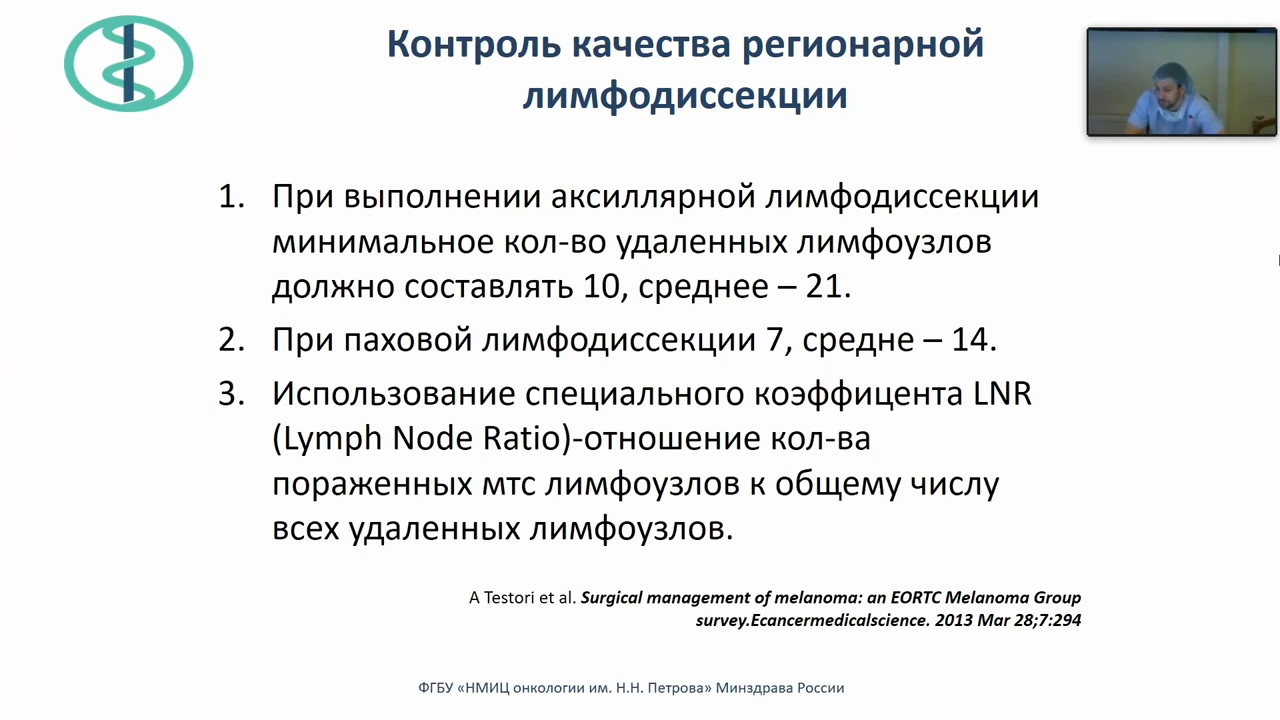 Контроль качества регионарной
лимфодиссекции
1. При выполнении аксиллярной лимфодиссекции
минимальное кол-во удаленных лимфоузлов
должно составлять 10, среднее – 21.
2. При паховой лимфодиссекции 7, средне – 14.
3. Использование специального коэффицента LNR
(Lymph Node Ratio)-отношение кол-ва
пораженных мтс лимфоузлов к общему числу
всех удаленных лимфоузлов.
A Testori et al. Surgical management of melanoma: an EORTC Melanoma Group
survey.Ecancermedicalscience. 2013 Mar 28;7:294
ФГБУ «НМИЦ онкологии им. Н.Н. Петрова» Минздрава России